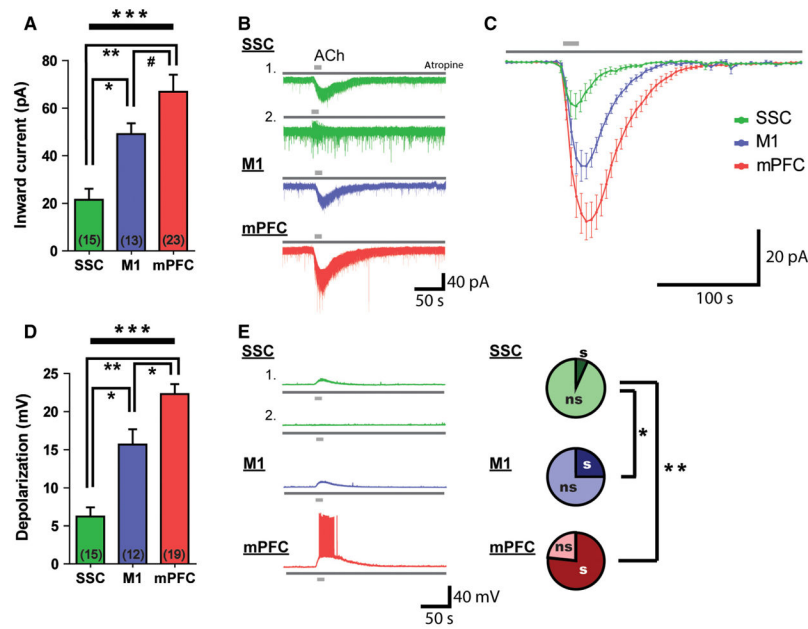 A
***
**
#
*
Inward current (pA)
80
60
40
20
0
(15)
(13)
(23)
SSC
M1
mPFC
B
SSC
ACh
Atropine
1.
2.
M1
mPFC
40 pA
50 s
C
SSC
M1
mPFC
20 pA
100 s
D
***
**
*
*
Depolarization (mV)
25
20
15
10
5
0
(15)
(12)
(19)
SSC
M1
mPFC
E
SSC
1.
2.
M1
mPFC
40 mV
50 s
SSC
s
ns
M1
s
ns
mPFC
ns
s
*
**